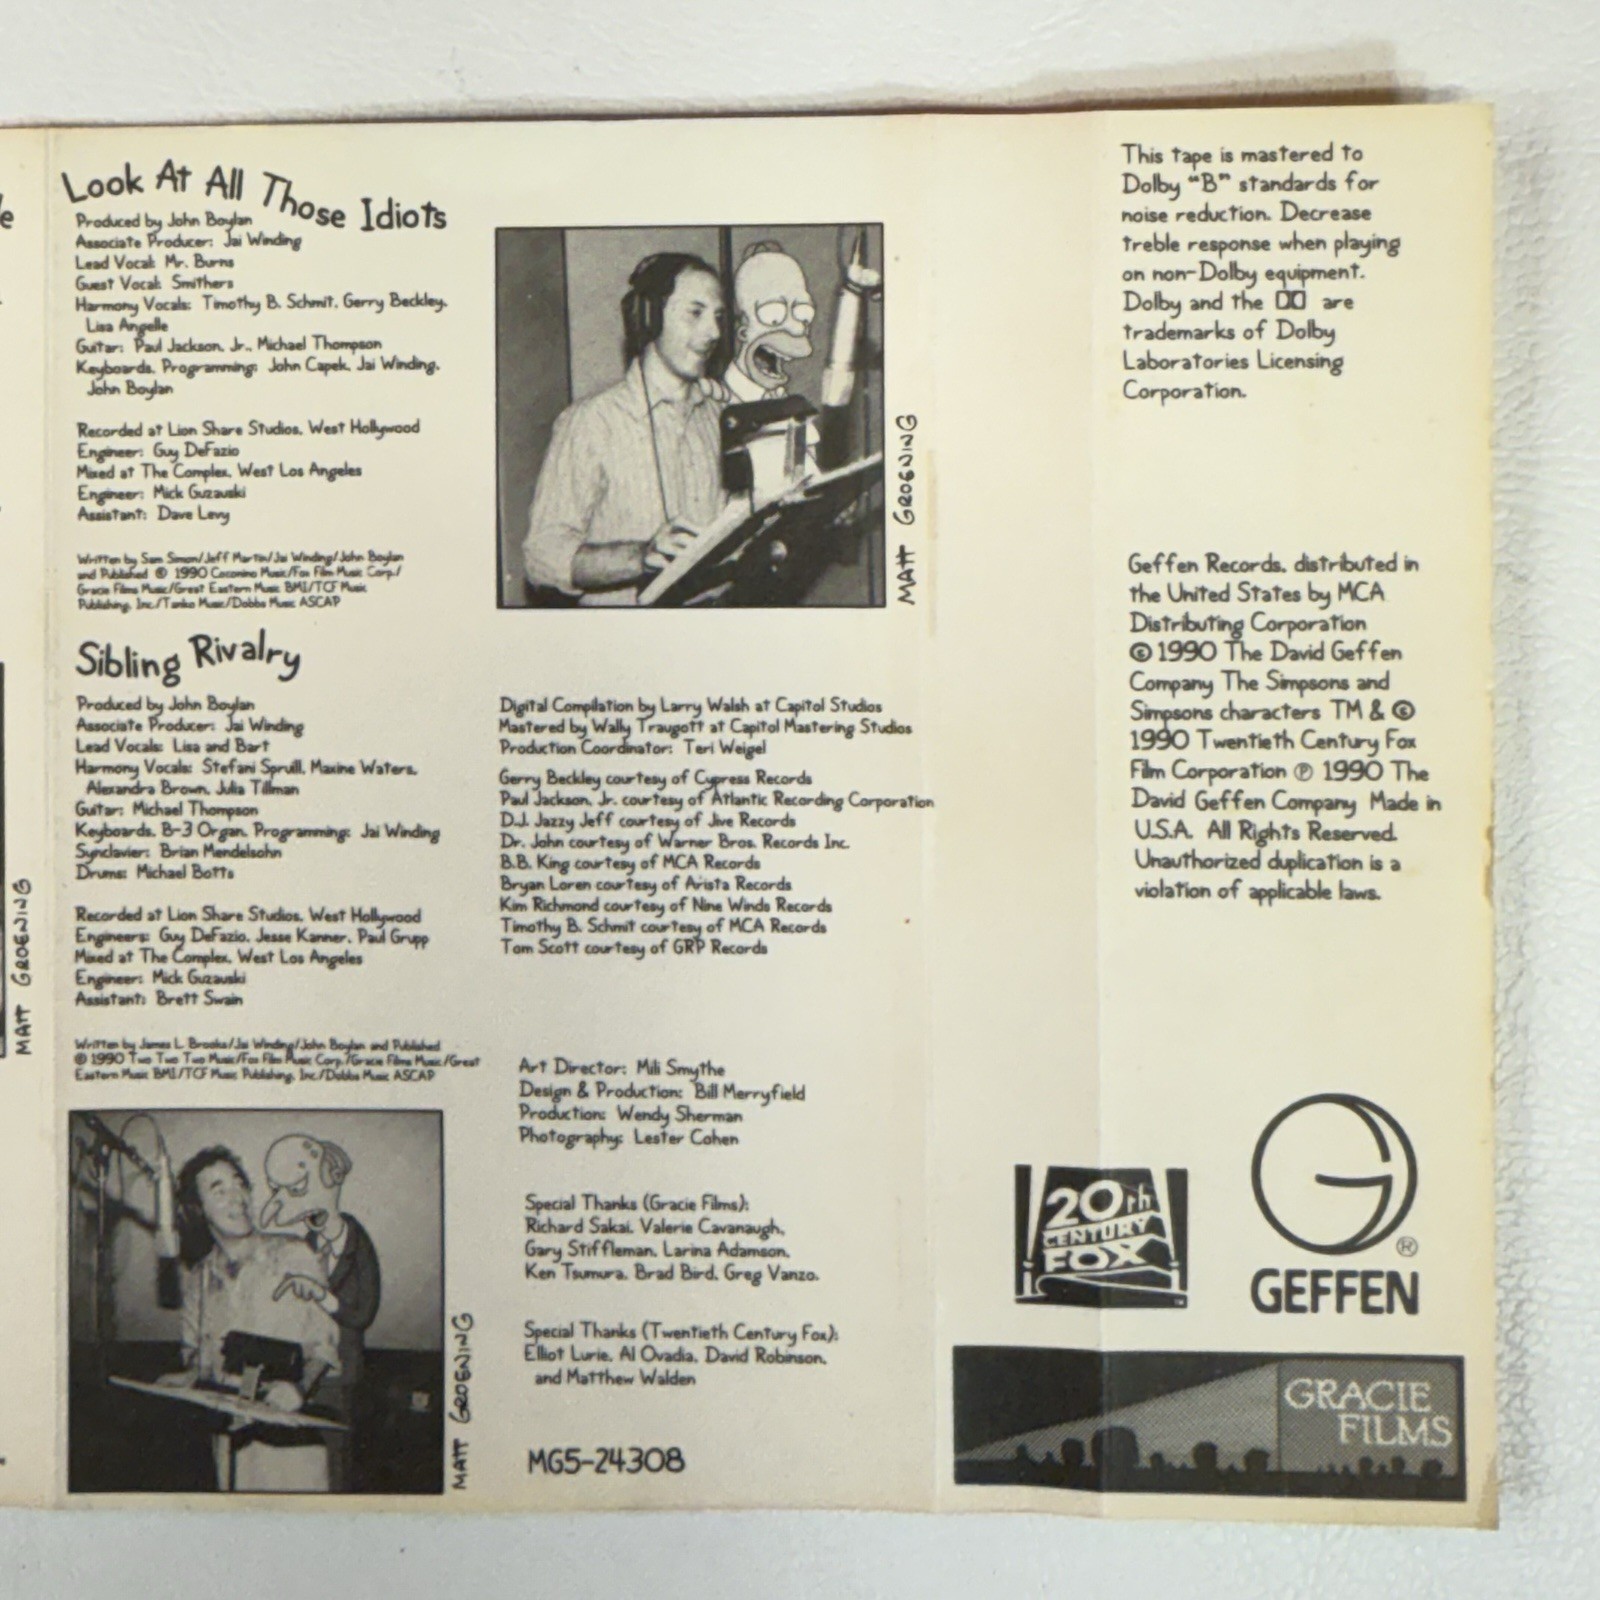 Look At All Those Idiots
Produced by John Boylan
Associate Producer: Jai Winding
Lead Vocal: Mr. Burns
Guest Vocal: Smithers
Harmony Vocals: Timothy B. Schmit, Gerry Beckley,
Lisa Angelle
Guitar: Paul Jackson, Jr., Michael Thompson
Keyboards, Programming: John Capek, Jai Winding,
John Boylan
Recorded at Lion Share Studios, West Hollywood
Engineer: Guy DeFazio
Mixed at The Complex, West Los Angeles
Engineer: Mick Guzauski
Assistant: Dave Levy
Written by Sam Simon/Jeff Martin/Jai Winding/John Boylan
and Published © 1990 Coconino Music/Fox Film Music Corp./
Gracie Films Music/Great Eastern Music BMI/TCF Music
Publishing, Inc./Tanko Music/Dobbs Music ASCAP
Sibling Rivalry
Produced by John Boylan
Associate Producer: Jai Winding
Lead Vocals: Lisa and Bart
Harmony Vocals: Stefani Spruill, Maxine Waters,
Alexandra Brown, Julia Tillman
Guitar: Michael Thompson
Keyboards, B-3 Organ, Programming: Jai Winding
Synclavier: Brian Mendelsohn
Drums: Michael Botts
Recorded at Lion Share Studios, West Hollywood
Engineers: Guy DeFazio, Jesse Kanner, Paul Grupp
Mixed at The Complex, West Los Angeles
Engineer: Mick Guzauski
Assistant: Brett Swain
Written by James L. Brooks/Jai Winding/John Boylan and Published
© 1990 Two Two Two Music/Fox Film Music Corp./Gracie Films Music/Great
Eastern Music BMI/TCF Music Publishing, Inc./Dobbs Music ASCAP
MATT GROENING
MATT GROENING
MATT GROENING
Digital Compilation by Larry Walsh at Capitol Studios
Mastered by Wally Traugott at Capitol Mastering Studios
Production Coordinator: Teri Weigel
Gerry Beckley courtesy of Cypress Records
Paul Jackson, Jr. courtesy of Atlantic Recording Corporation
D.J. Jazzy Jeff courtesy of Jive Records
Dr. John courtesy of Warner Bros. Records Inc.
B.B. King courtesy of MCA Records
Bryan Loren courtesy of Arista Records
Kim Richmond courtesy of Nine Winds Records
Timothy B. Schmit courtesy of MCA Records
Tom Scott courtesy of GRP Records
Art Director: Mili Smythe
Design & Production: Bill Merryfield
Production: Wendy Sherman
Photography: Lester Cohen
Special Thanks (Gracie Films):
Richard Sakai, Valerie Cavanaugh,
Gary Stiffleman, Larina Adamson,
Ken Tsumura, Brad Bird, Greg Vanzo.
Special Thanks (Twentieth Century Fox):
Elliot Lurie, Al Ovadia, David Robinson,
and Matthew Walden
MG5-24308
This tape is mastered to
Dolby “B” standards for
noise reduction. Decrease
treble response when playing
on non-Dolby equipment.
Dolby and the are
trademarks of Dolby
Laboratories Licensing
Corporation.
Geffen Records, distributed in
the United States by MCA
Distributing Corporation
© 1990 The David Geffen
Company The Simpsons and
Simpsons characters TM & ©
1990 Twentieth Century Fox
Film Corporation ℗ 1990 The
David Geffen Company Made in
U.S.A. All Rights Reserved.
Unauthorized duplication is a
violation of applicable laws.
20th
CENTURY
FOX
G ®
GEFFEN
GRACIE
FILMS